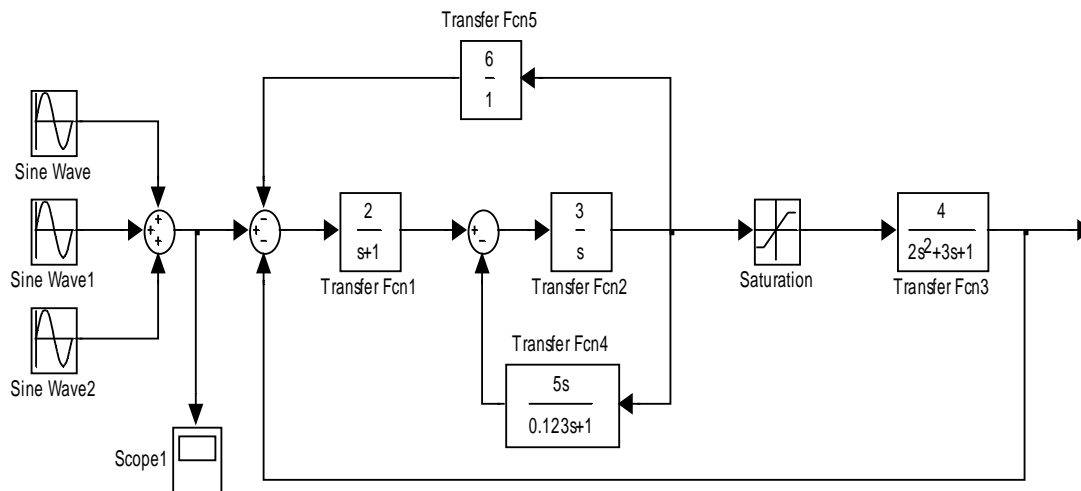 Transfer Fcn5
6
1
Sine Wave
+
+
+
Sine Wave1
Sine Wave2
Scope1
−
+
−
2
s+1
Transfer Fcn1
+
−
3
s
Transfer Fcn2
Transfer Fcn4
5s
0.123s+1
Saturation
4
2s²+3s+1
Transfer Fcn3